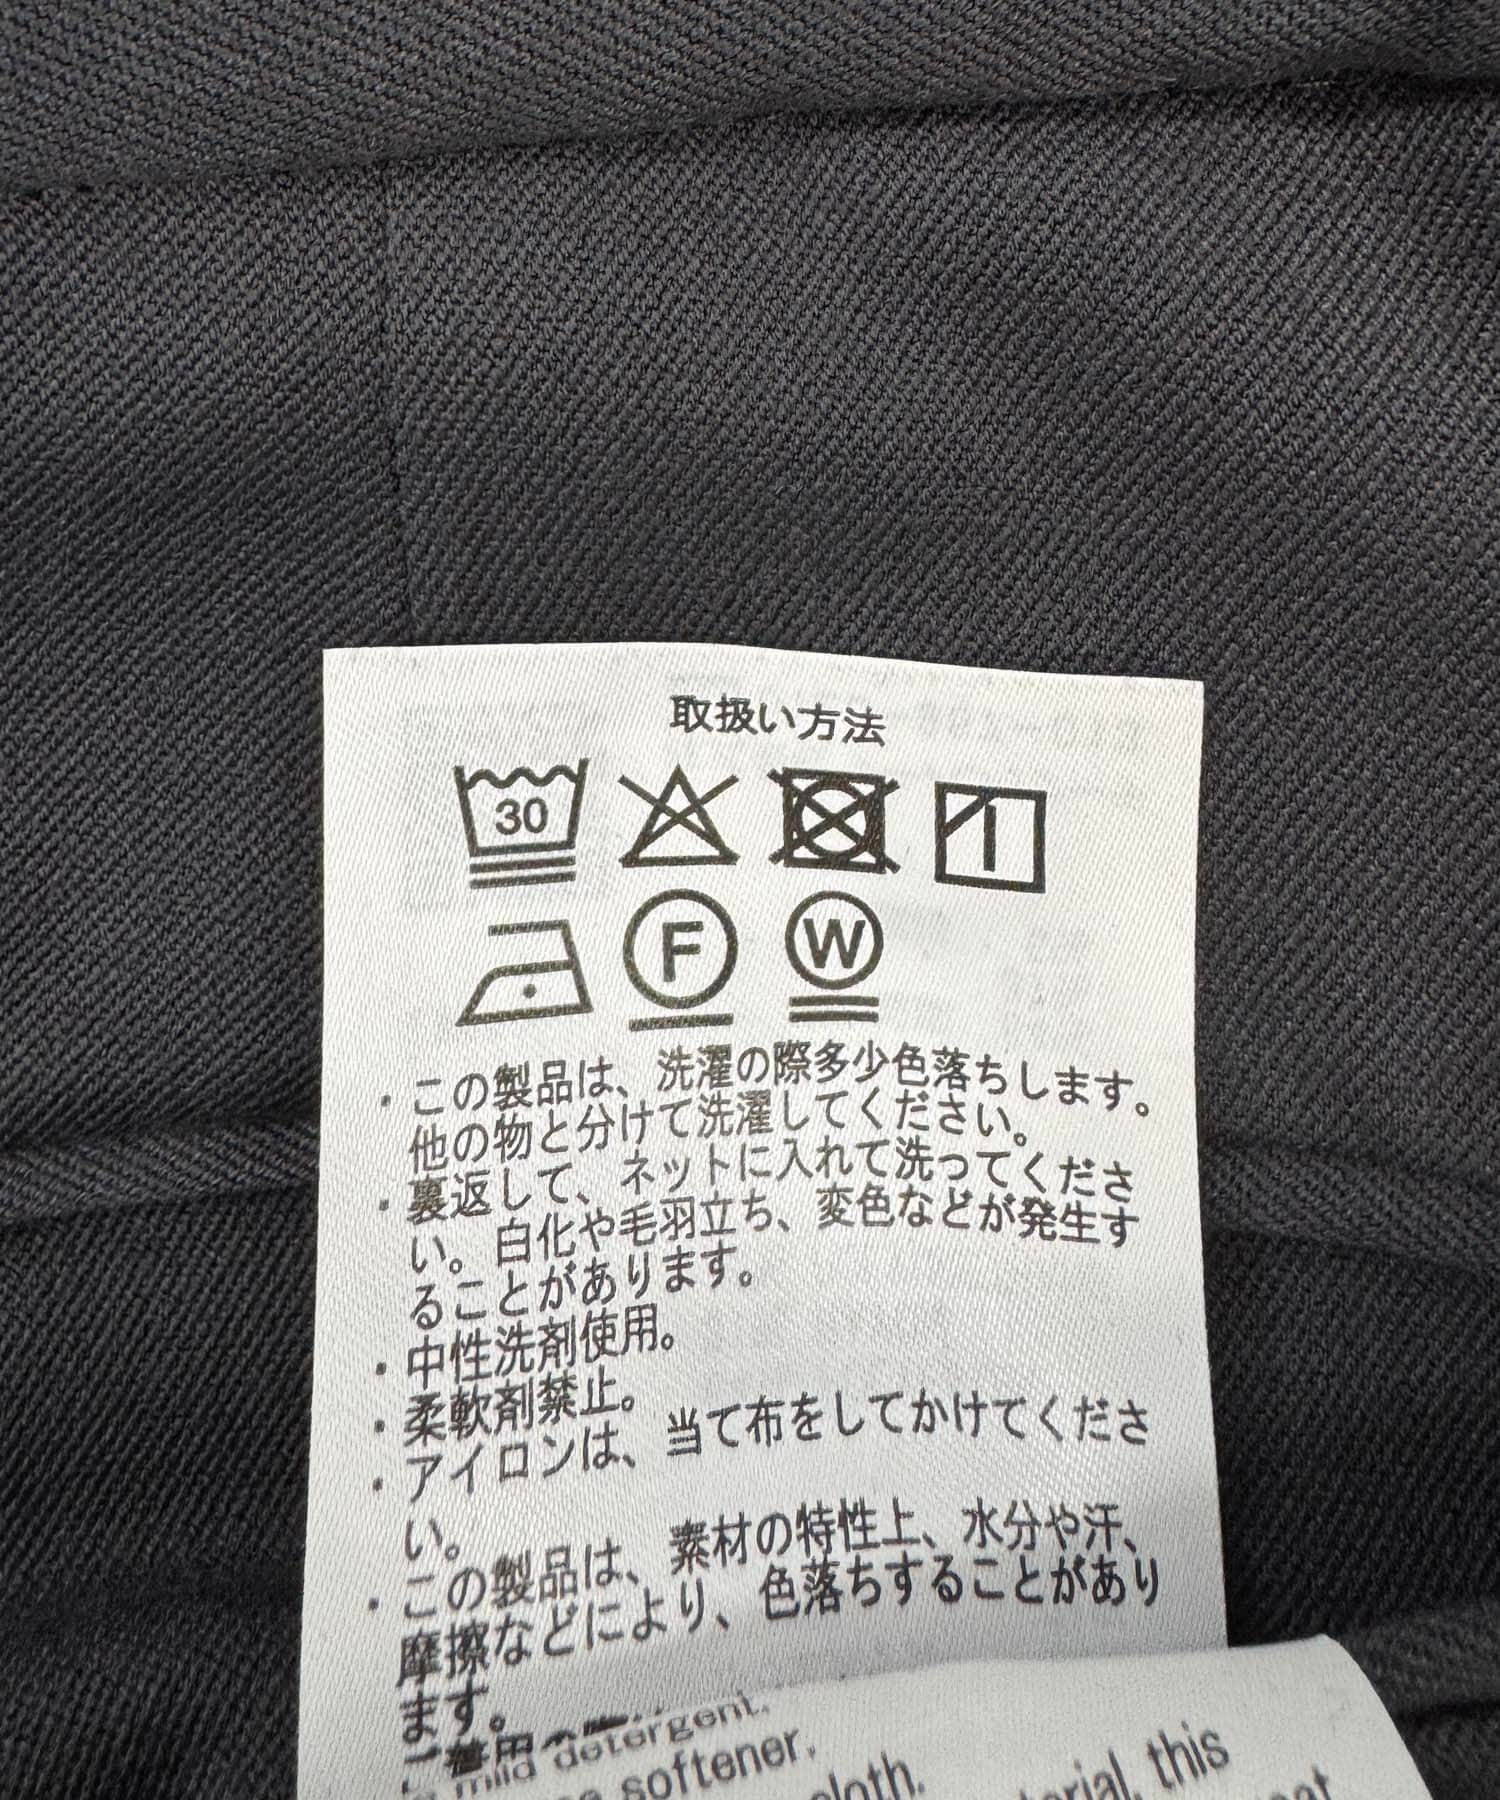 取扱い方法
30
F W
・この製品は、洗濯の際多少色落ちします。
他の物と分けて洗濯してください。
・裏返して、ネットに入れて洗ってくださ
い。白化や毛羽立ち、変色などが発生す
ることがあります。
・中性洗剤使用。
・柔軟剤禁止。
・アイロンは、当て布をしてかけてくださ
い。
・この製品は、素材の特性上、水分や汗、
摩擦などにより、色落ちすることがあり
ます。
mild detergent.
softener.
cloth.
this